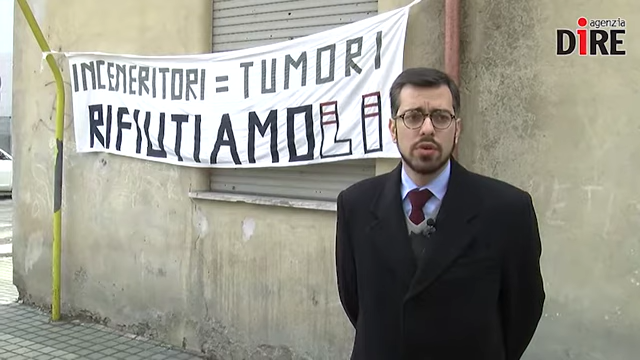 agenzia
DiRE
INCENERITORI = TUMORI
RIFIUTIAMOLI